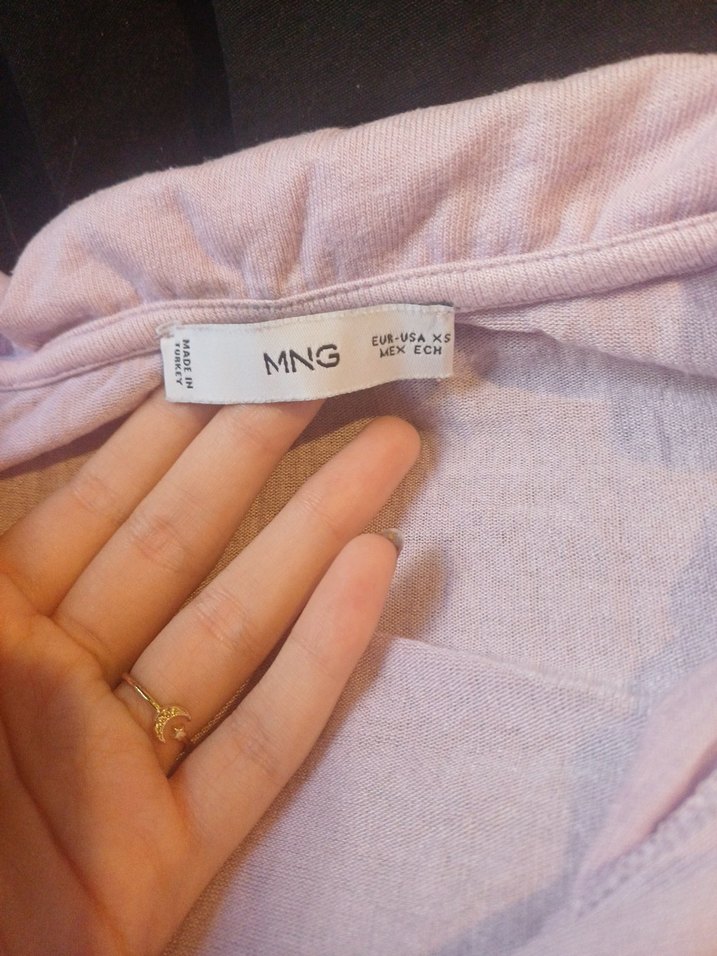 MADE IN
TURKEY
MNG
EUR-USA XS
MEX ECH